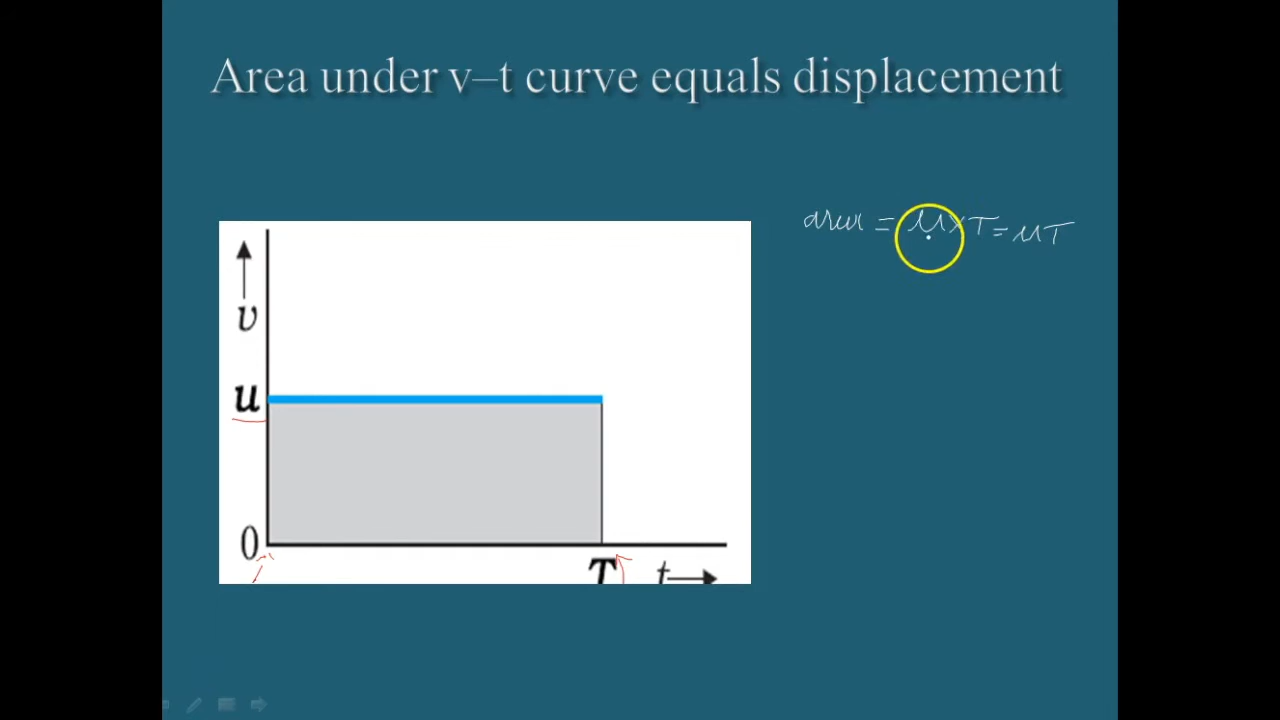 Area under v–t curve equals displacement
area = u x T = uT
v
u
0
T t